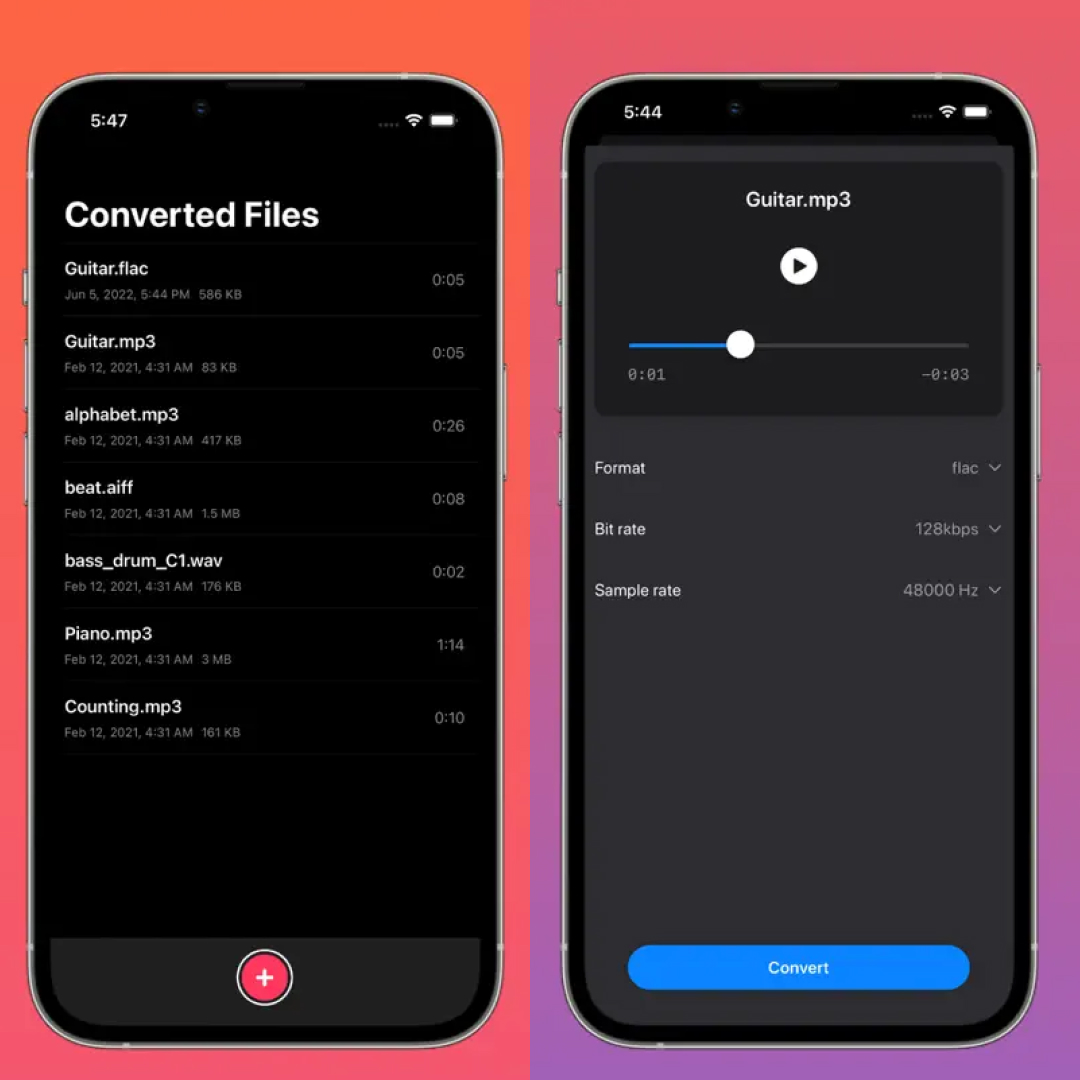 5:47
Converted Files
Guitar.flac
Jun 5, 2022, 5:44 PM 586 KB
0:05
Guitar.mp3
Feb 12, 2021, 4:31 AM 83 KB
0:05
alphabet.mp3
Feb 12, 2021, 4:31 AM 417 KB
0:26
beat.aiff
Feb 12, 2021, 4:31 AM 1.5 MB
0:08
bass_drum_C1.wav
Feb 12, 2021, 4:31 AM 176 KB
0:02
Piano.mp3
Feb 12, 2021, 4:31 AM 3 MB
1:14
Counting.mp3
Feb 12, 2021, 4:31 AM 161 KB
0:10
5:44
Guitar.mp3
0:01 −0:03
Format flac
Bit rate 128kbps
Sample rate 48000 Hz
Convert